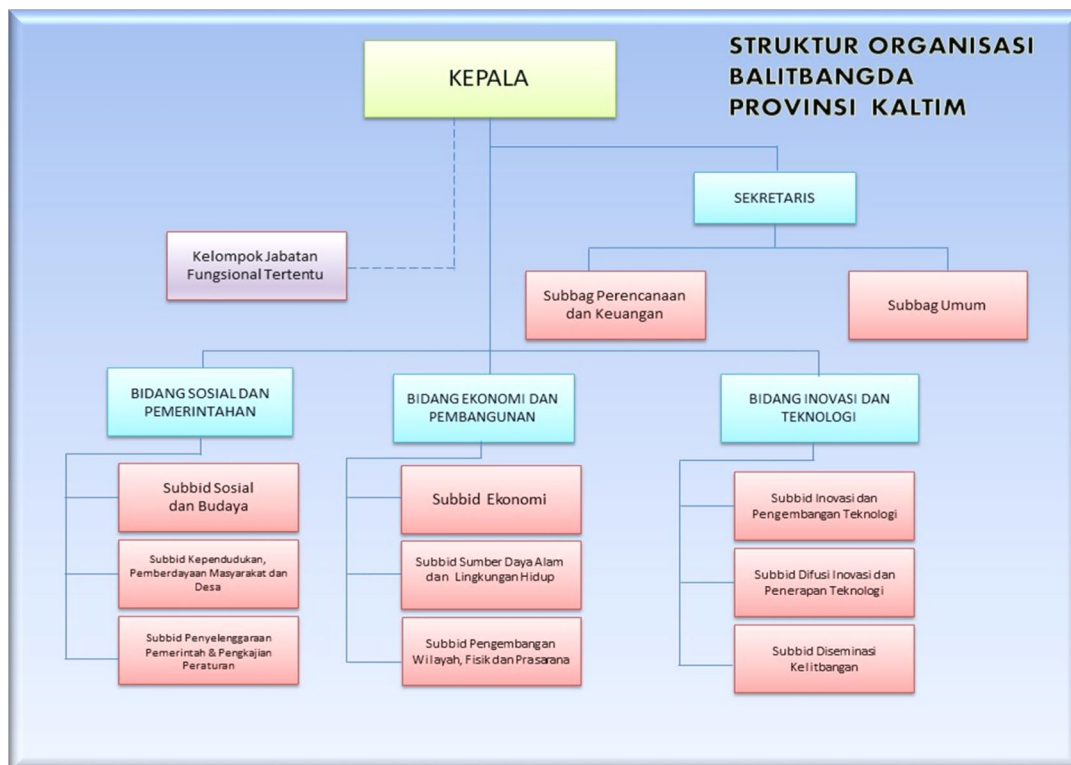 STRUKTUR ORGANISASI
BALITBANGDA
PROVINSI KALTIM
KEPALA
SEKRETARIS
Kelompok Jabatan
Fungsional Tertentu
Subbag Perencanaan
dan Keuangan
Subbag Umum
BIDANG SOSIAL DAN
PEMERINTAHAN
Subbid Sosial
dan Budaya
Subbid Kependudukan,
Pemberdayaan Masyarakat dan
Desa
Subbid Penyelenggaraan
Pemerintah & Pengkajian
Peraturan
BIDANG EKONOMI DAN
PEMBANGUNAN
Subbid Ekonomi
Subbid Sumber Daya Alam
dan Lingkungan Hidup
Subbid Pengembangan
Wilayah, Fisik dan Prasarana
BIDANG INOVASI DAN
TEKNOLOGI
Subbid Inovasi dan
Pengembangan Teknologi
Subbid Difusi Inovasi dan
Penerapan Teknologi
Subbid Diseminasi
Kelitbangan